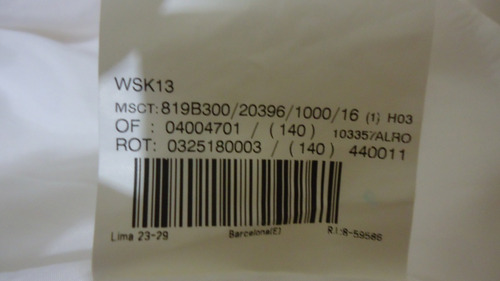 WSK13
MSCT: 819B300/20396/1000/16 (1) H03
OF : 04004701 / (140) 103357/ALRO
ROT: 0325180003 / (140) 440011
Lima 23-29 Barcelona(E) R.I.:8-59586